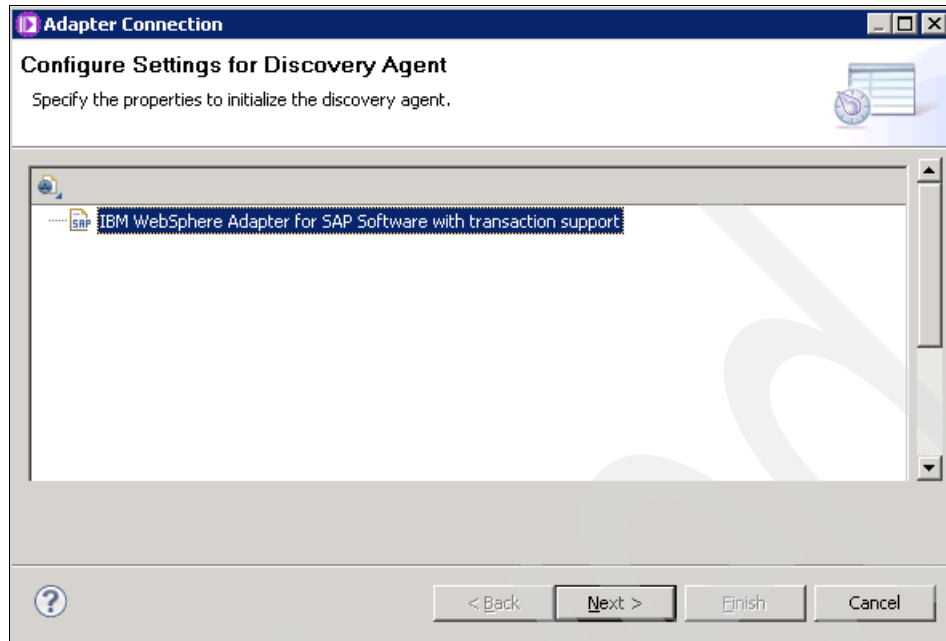 Adapter Connection
Configure Settings for Discovery Agent
Specify the properties to initialize the discovery agent.
SAP IBM WebSphere Adapter for SAP Software with transaction support
< Back Next > Finish Cancel